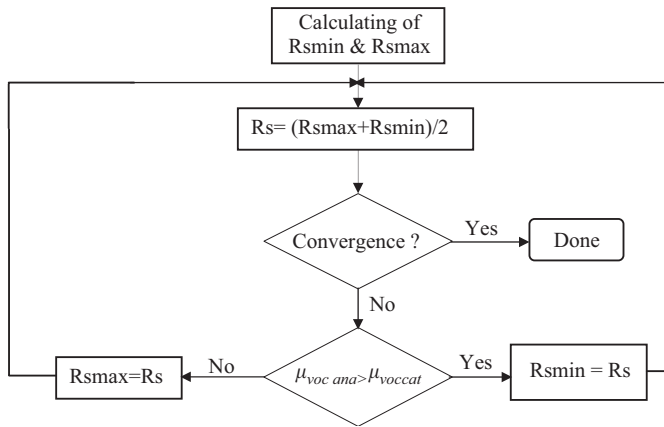 Calculating of
Rsmin & Rsmax
Rs= (Rsmax+Rsmin)/2
Convergence ?
Yes
Done
No
Rsmax=Rs
No
μvoc ana>μvoccat
Yes
Rsmin = Rs